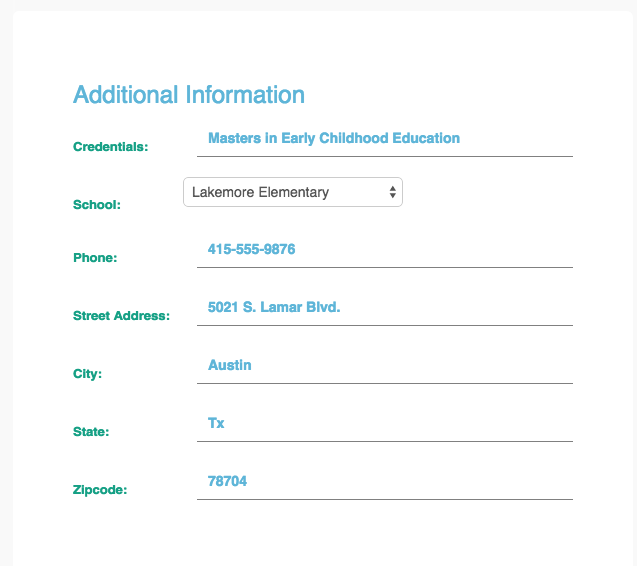 Additional Information
Credentials: Masters in Early Childhood Education
School: Lakemore Elementary
Phone: 415-555-9876
Street Address: 5021 S. Lamar Blvd.
City: Austin
State: Tx
Zipcode: 78704